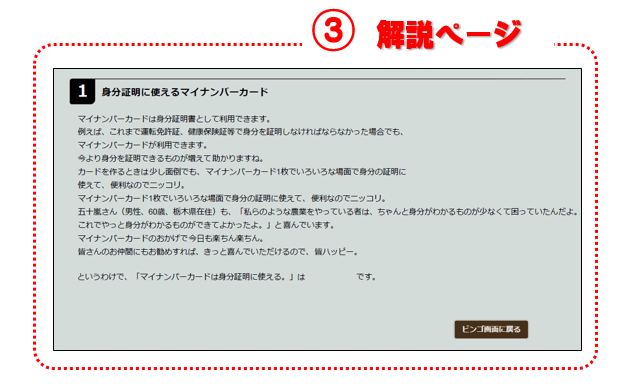 ③ 解説ページ
1 身分証明に使えるマイナンバーカード
マイナンバーカードは身分証明書として利用できます。
例えば、これまで運転免許証、健康保険証等で身分を証明しなければならなかった場合でも、
マイナンバーカードが利用できます。
今より身分を証明できるものが増えて助かりますね。
カードを作るときは少し面倒でも、マイナンバーカード1枚でいろいろな場面で身分の証明に
使えて、便利なのでニッコリ。
マイナンバーカード1枚でいろいろな場面で身分の証明に使えて、便利なのでニッコリ。
五十嵐さん（男翔、60歳、栃木県在住）も、「私らのような農業をやっている者は、ちゃんと身分がわかるものが少なくて困っていたんだよ。
これでやっと身分がわかるものができてよかったよ。」と喜んでいます。
マイナンバーカードのおかげで今日も楽ちん楽ちん。
皆さんのお仲間にもお勧めすれば、きっと喜んでいただけるので、皆ハッピー。
というわけで、「マイナンバーカードは身分証明に使える。」は　　　　　です。
ビンゴ画面に戻る